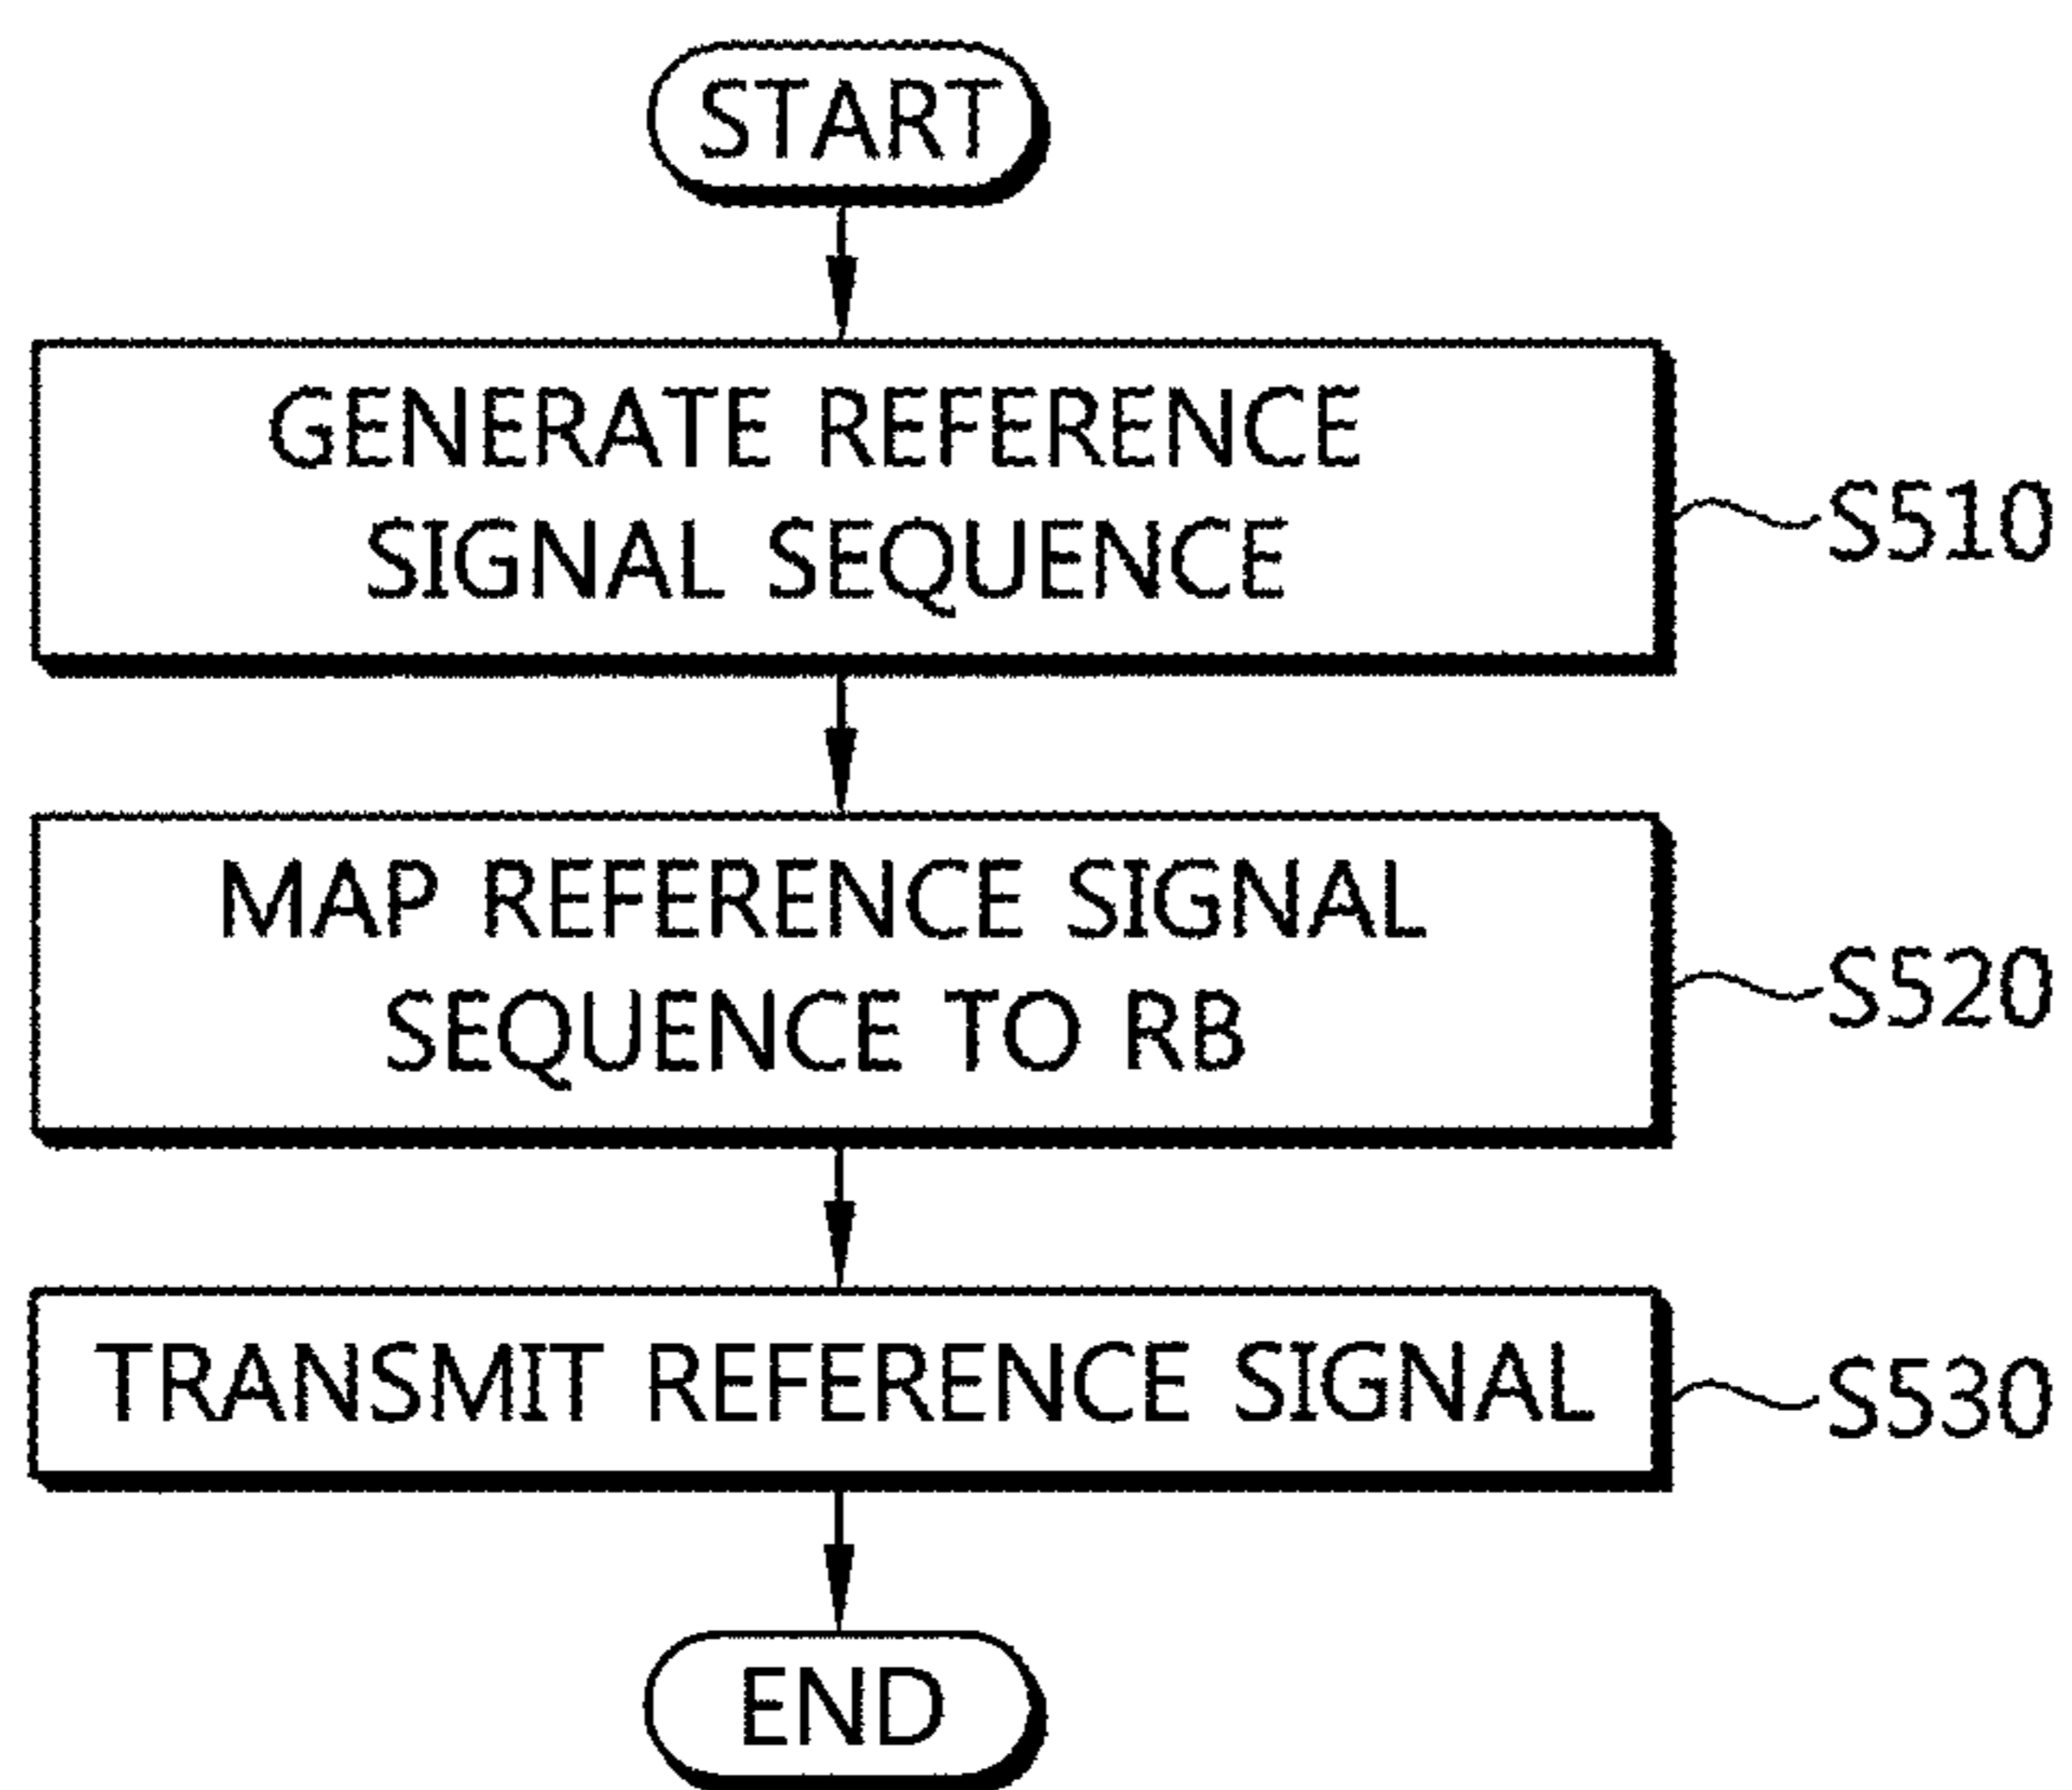 START
GENERATE REFERENCE
SIGNAL SEQUENCE
S510
MAP REFERENCE SIGNAL
SEQUENCE TO RB
S520
TRANSMIT REFERENCE SIGNAL
S530
END